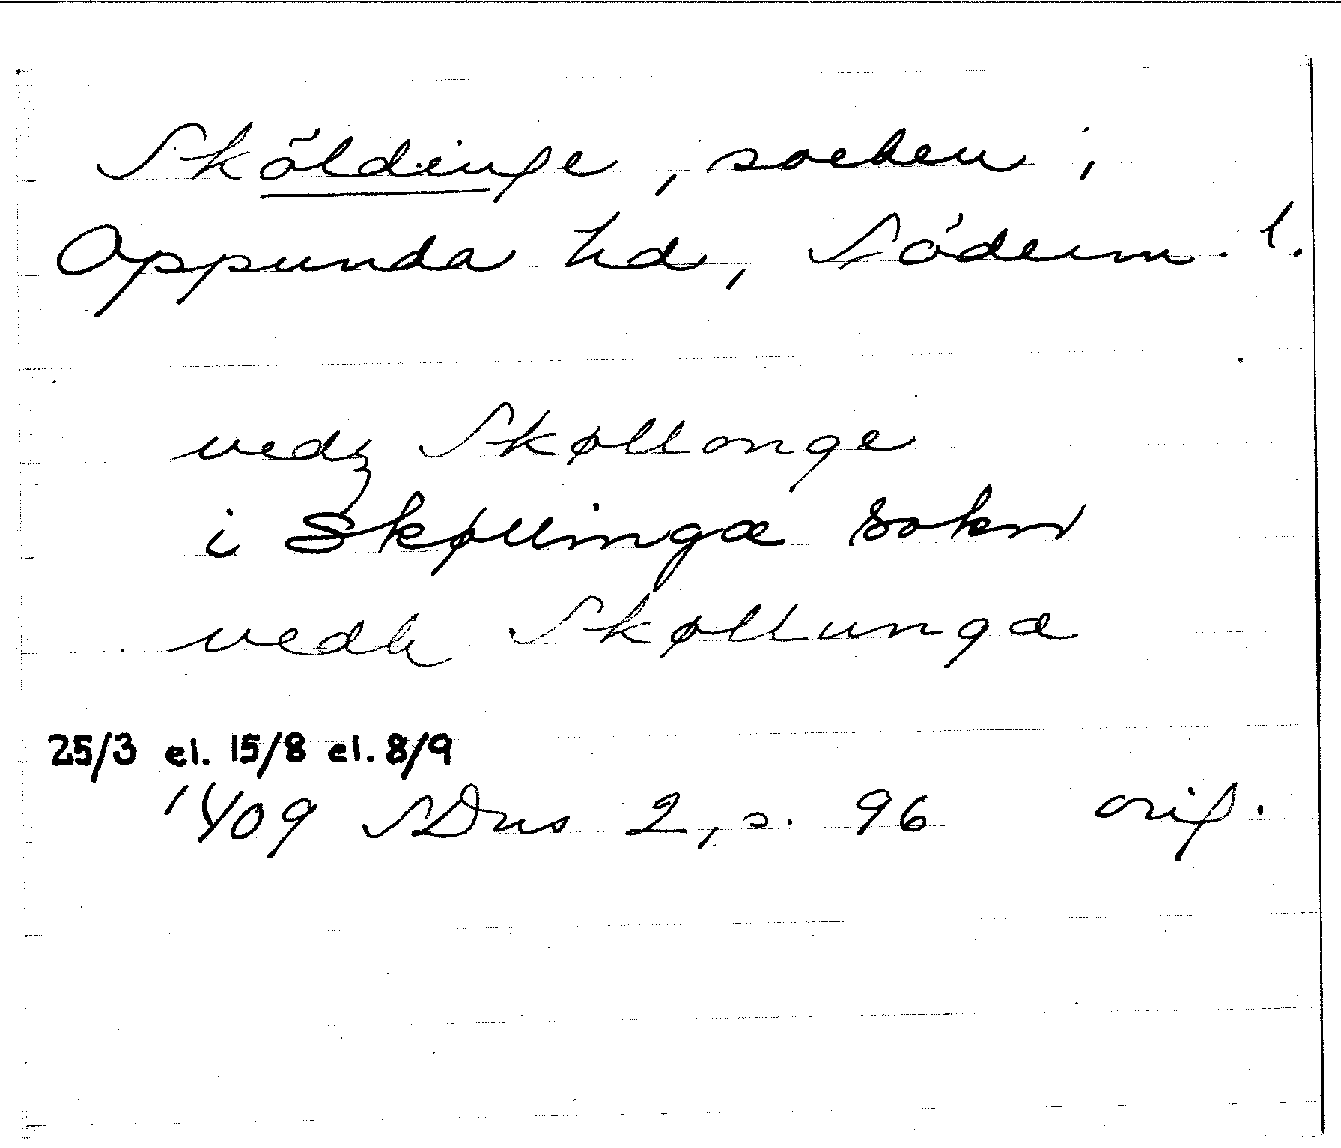 Sköldinge, socken i
Oppunda hd, Söderm. l.
vedz Skøllonge
i Skøllinga sokn
vedh Skøllunga
25/3 el. 15/8 el. 8/9
1409 SDns 2, s. 96 orig.